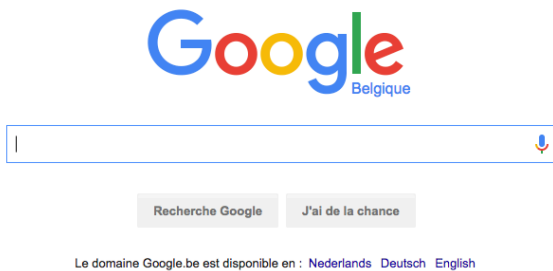 Google
Belgique
Recherche Google J'ai de la chance
Le domaine Google.be est disponible en : Nederlands Deutsch English